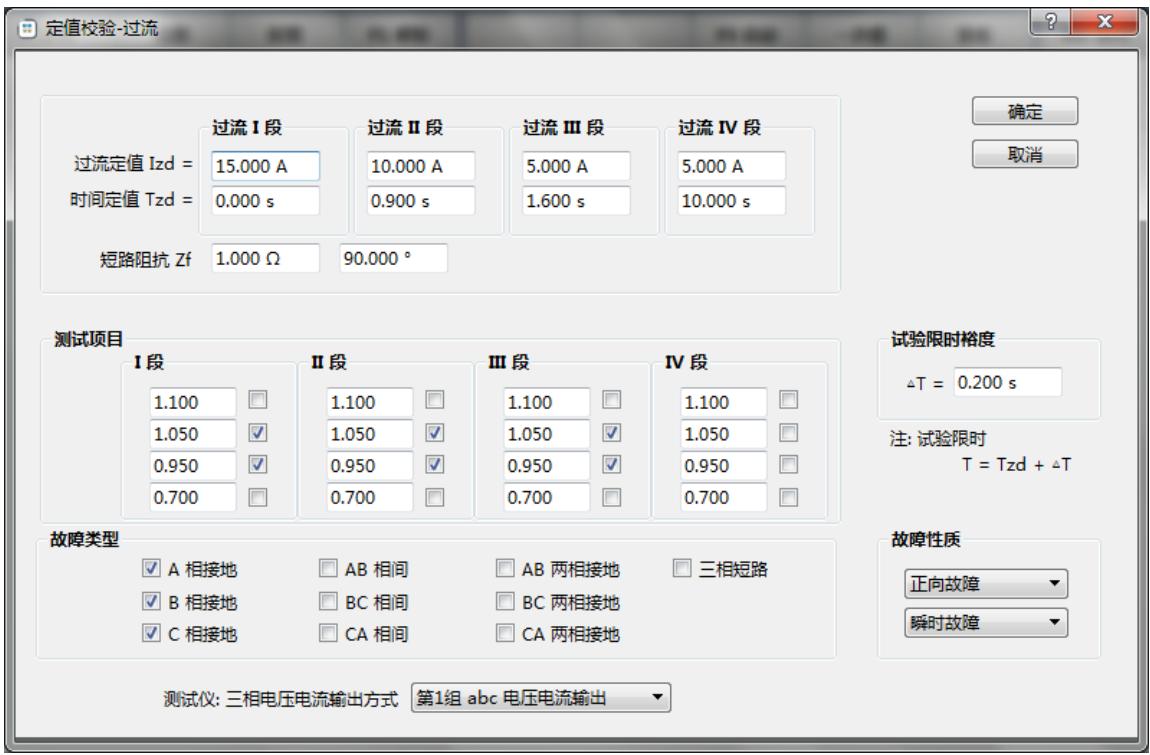 定值校验-过流
确定
取消
过流 I 段 过流 II 段 过流 III 段 过流 IV 段
过流定值 Izd = 15.000 A 10.000 A 5.000 A 5.000 A
时间定值 Tzd = 0.000 s 0.900 s 1.600 s 10.000 s
短路阻抗 Zf 1.000 Ω 90.000 °
测试项目
I 段 II 段 III 段 IV 段
1.100 1.100 1.100 1.100
1.050 1.050 1.050 1.050
0.950 0.950 0.950 0.950
0.700 0.700 0.700 0.700
试验限时裕度
△T = 0.200 s
注: 试验限时
T = Tzd + △T
故障类型
A 相接地 AB 相间 AB 两相接地 三相短路
B 相接地 BC 相间 BC 两相接地
C 相接地 CA 相间 CA 两相接地
故障性质
正向故障
瞬时故障
测试仪: 三相电压电流输出方式 第1组 abc 电压电流输出